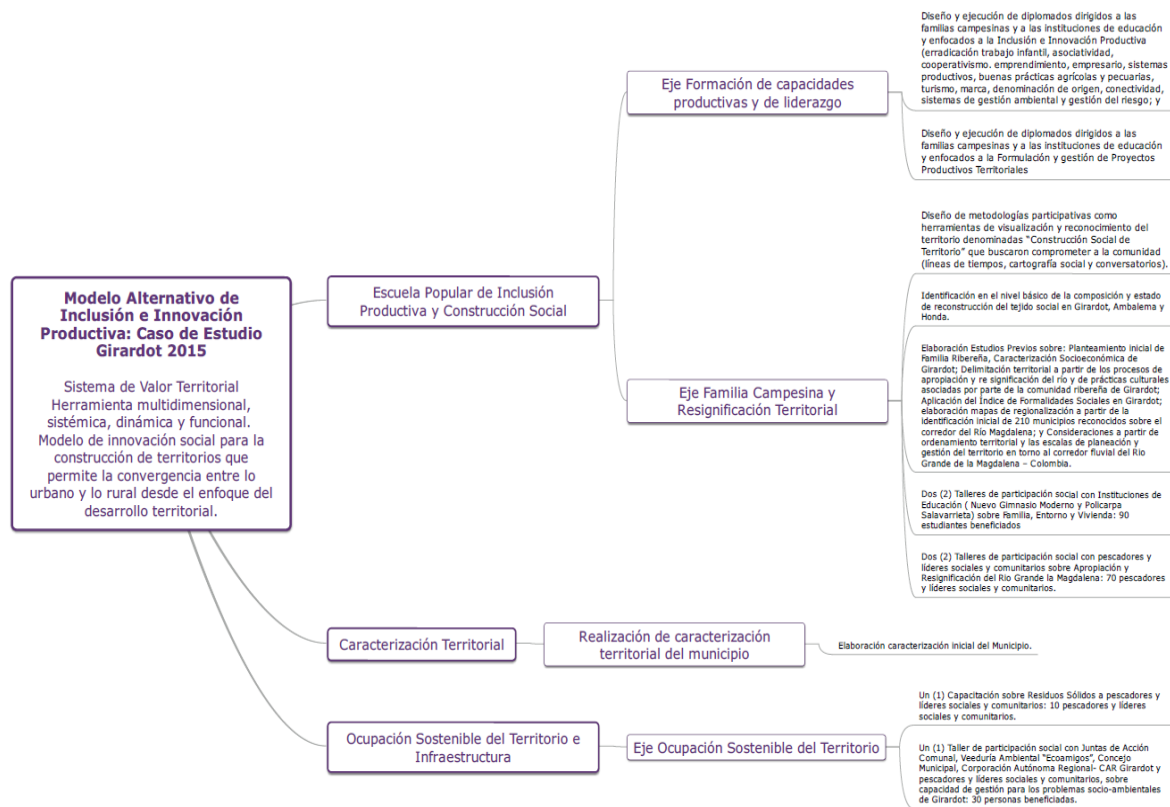 Modelo Alternativo de
Inclusión e Innovación
Productiva: Caso de Estudio
Girardot 2015
Sistema de Valor Territorial
Herramienta multidimensional,
sistémica, dinámica y funcional.
Modelo de innovación social para la
construcción de territorios que
permite la convergencia entre lo
urbano y lo rural desde el enfoque del
desarrollo territorial.
Escuela Popular de Inclusión
Productiva y Construcción Social
Eje Formación de capacidades
productivas y de liderazgo
Diseño y ejecución de diplomados dirigidos a las
familias campesinas y a las instituciones de educación
y enfocados a la Inclusión e Innovación Productiva
(erradicación trabajo infantil, asociatividad,
cooperativismo. emprendimiento, empresario, sistemas
productivos, buenas prácticas agrícolas y pecuarias,
turismo, marca, denominación de origen, conectividad,
sistemas de gestión ambiental y gestión del riesgo; y
Diseño y ejecución de diplomados dirigidos a las
familias campesinas y a las instituciones de educación
y enfocados a la Formulación y gestión de Proyectos
Productivos Territoriales
Eje Familia Campesina y
Resignificación Territorial
Diseño de metodologías participativas como
herramientas de visualización y reconocimiento del
territorio denominadas "Construcción Social de
Territorio" que buscaron comprometer a la comunidad
(líneas de tiempos, cartografía social y conversatorios).
Identificación en el nivel básico de la composición y estado
de reconstrucción del tejido social en Girardot, Ambalema y
Honda.
Elaboración Estudios Previos sobre: Planteamiento inicial de
Familia Ribereña, Caracterización Socioeconómica de
Girardot; Delimitación territorial a partir de los procesos de
apropiación y re significación del río y de prácticas culturales
asociadas por parte de la comunidad ribereña de Girardot;
Aplicación del Índice de Formalidades Sociales en Girardot;
elaboración mapas de regionalización a partir de la
identificación inicial de 210 municipios reconocidos sobre el
corredor del Río Magdalena; y Consideraciones a partir de
ordenamiento territorial y las escalas de planeación y
gestión del territorio en torno al corredor fluvial del Rio
Grande de la Magdalena – Colombia.
Dos (2) Talleres de participación social con Instituciones de
Educación ( Nuevo Gimnasio Moderno y Policarpa
Salavarrieta) sobre Familia, Entorno y Vivienda: 90
estudiantes beneficiados
Dos (2) Talleres de participación social con pescadores y
líderes sociales y comunitarios sobre Apropiación y
Resignificación del Rio Grande la Magdalena: 70 pescadores
y líderes sociales y comunitarios.
Caracterización Territorial
Realización de caracterización
territorial del municipio
Elaboración caracterización inicial del Municipio.
Ocupación Sostenible del Territorio e
Infraestructura
Eje Ocupación Sostenible del Territorio
Un (1) Capacitación sobre Residuos Sólidos a pescadores y
líderes sociales y comunitarios: 10 pescadores y líderes
sociales y comunitarios.
Un (1) Taller de participación social con Juntas de Acción
Comunal, Veeduría Ambiental "Ecoamigos", Concejo
Municipal, Corporación Autónoma Regional- CAR Girardot y
pescadores y líderes sociales y comunitarios, sobre
capacidad de gestión para los problemas socio-ambientales
de Girardot: 30 personas beneficiadas.